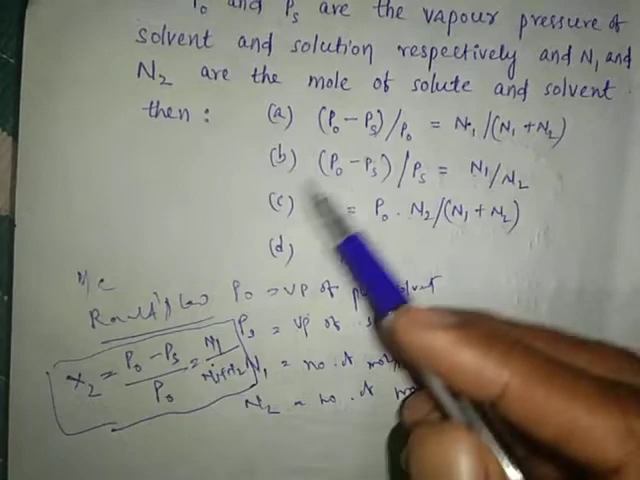 P₀ and Pₛ are the vapour pressure of
solvent and solution respectively and N₁ and
N₂ are the mole of solute and solvent.
then : (a) (P₀ – Pₛ)/P₀ = N₁/(N₁ + N₂)
(b) (P₀ – Pₛ)/Pₛ = N₁/N₂
(c) = P₀ . N₂/(N₁ + N₂)
(d)
Raoult's law P₀ = VP of
Pₛ = VP of
X₂ = (P₀ – Pₛ)/P₀ = N₁/(N₁+N₂)
N₁ = no. of
N₂ = no. of